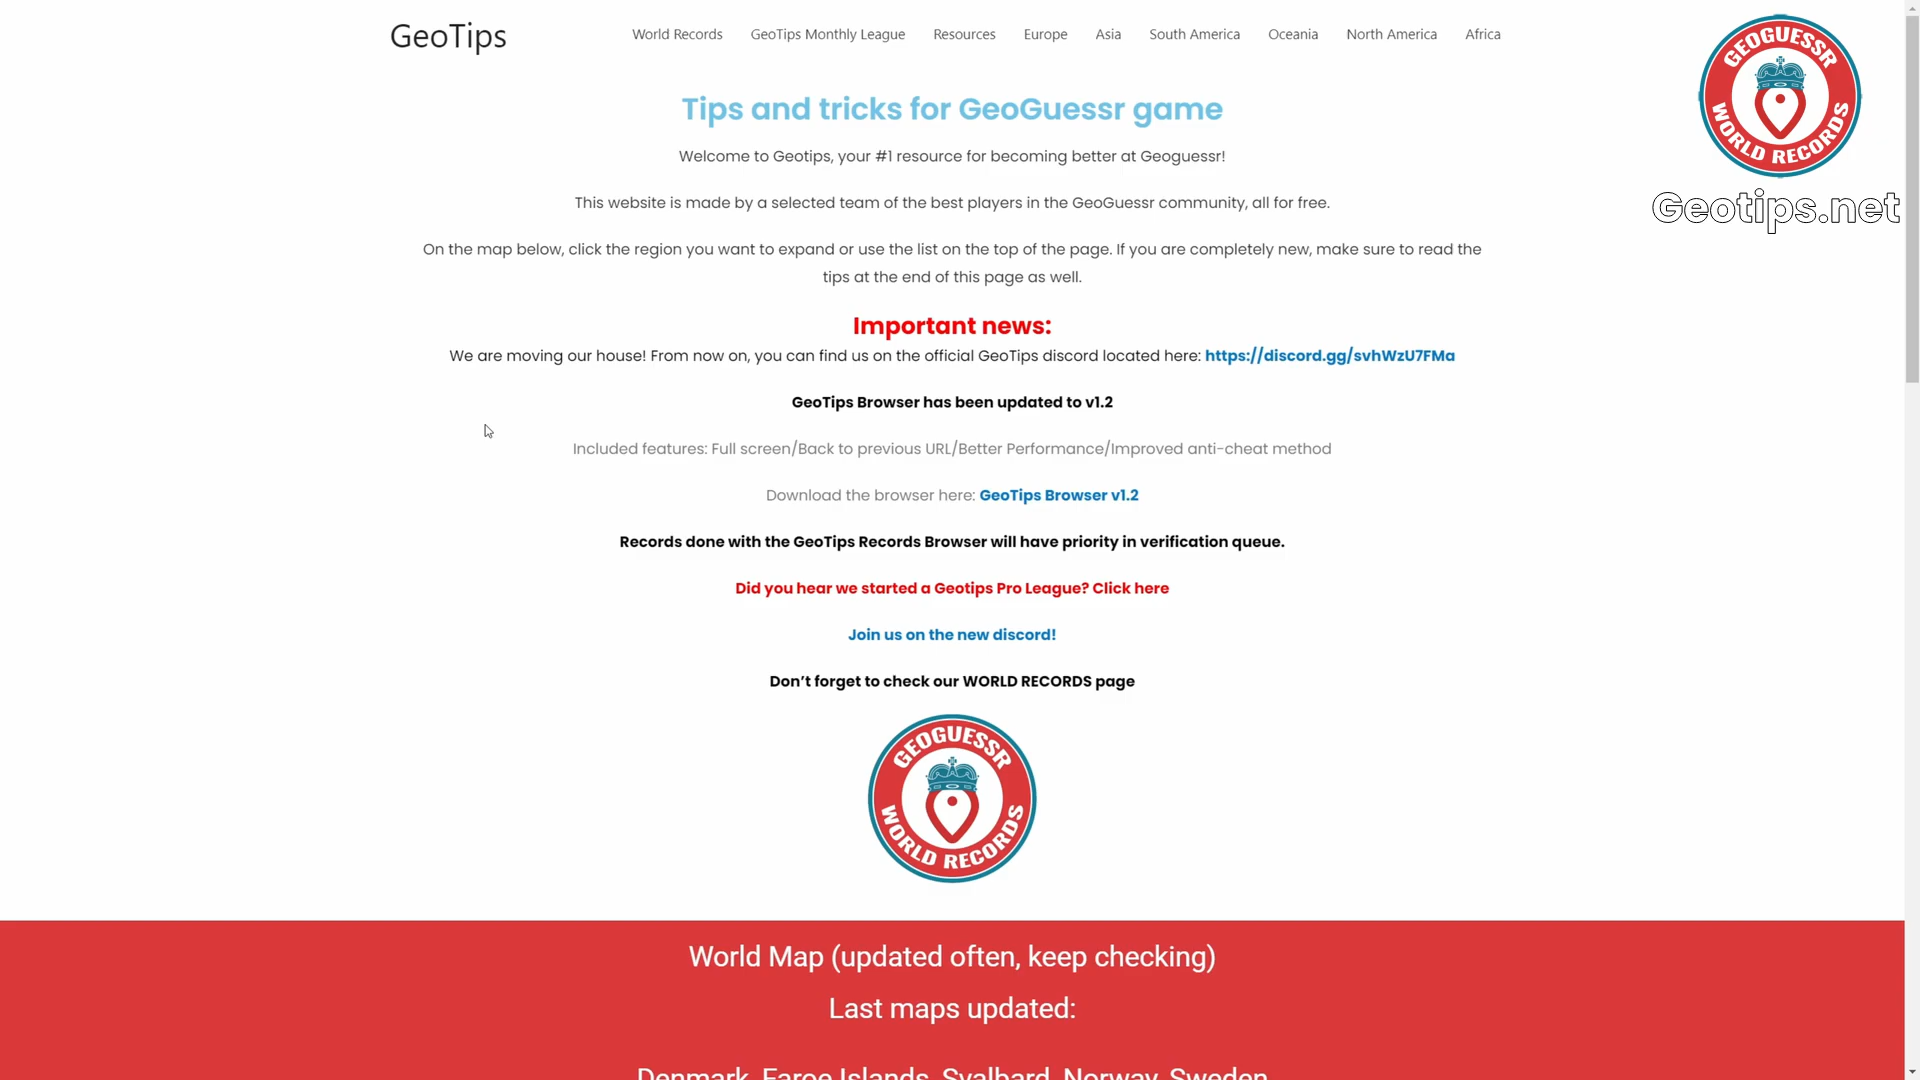 GeoTips
World Records
GeoTips Monthly League
Resources
Europe
Asia
South America
Oceania
North America
Africa
GEOGUESSR
WORLD RECORDS
Geotips.net
Tips and tricks for GeoGuessr game
Welcome to Geotips, your #1 resource for becoming better at Geoguessr!
This website is made by a selected team of the best players in the GeoGuessr community, all for free.
On the map below, click the region you want to expand or use the list on the top of the page. If you are completely new, make sure to read the
tips at the end of this page as well.
Important news:
We are moving our house! From now on, you can find us on the official GeoTips discord located here: https://discord.gg/svhWzU7FMa
GeoTips Browser has been updated to v1.2
Included features: Full screen/Back to previous URL/Better Performance/Improved anti-cheat method
Download the browser here: GeoTips Browser v1.2
Records done with the GeoTips Records Browser will have priority in verification queue.
Did you hear we started a Geotips Pro League? Click here
Join us on the new discord!
Don’t forget to check our WORLD RECORDS page
GEOGUESSR
WORLD RECORDS
World Map (updated often, keep checking)
Last maps updated:
Denmark, Faroe Islands, Svalbard, Norway, Sweden